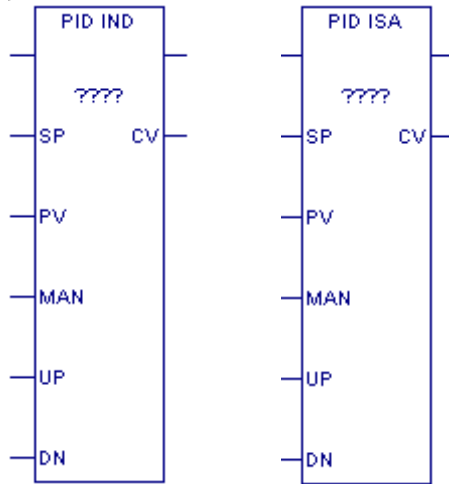 PID IND
????
SP CV
PV
MAN
UP
DN
PID ISA
????
SP CV
PV
MAN
UP
DN